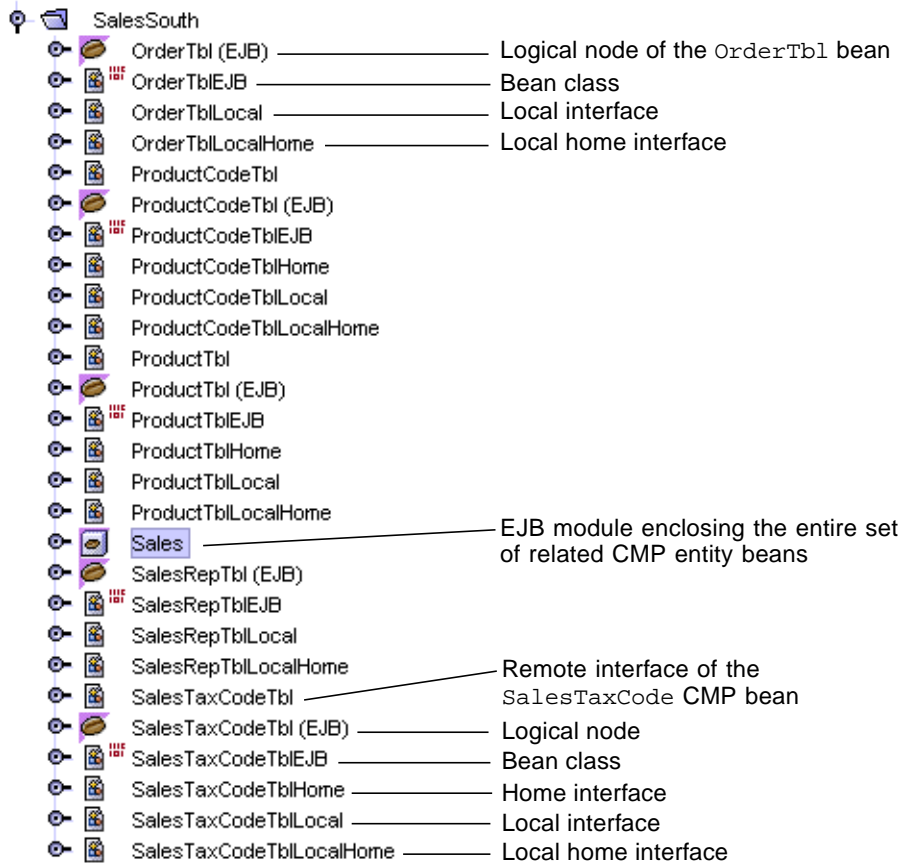 SalesSouth
OrderTbl (EJB) Logical node of the OrderTbl bean
OrderTblEJB Bean class
OrderTblLocal Local interface
OrderTblLocalHome Local home interface
ProductCodeTbl
ProductCodeTbl (EJB)
ProductCodeTblEJB
ProductCodeTblHome
ProductCodeTblLocal
ProductCodeTblLocalHome
ProductTbl
ProductTbl (EJB)
ProductTblEJB
ProductTblHome
ProductTblLocal
ProductTblLocalHome
Sales EJB module enclosing the entire set
of related CMP entity beans
SalesRepTbl (EJB)
SalesRepTblEJB
SalesRepTblLocal
SalesRepTblLocalHome
SalesTaxCodeTbl Remote interface of the
SalesTaxCode CMP bean
SalesTaxCodeTbl (EJB) Logical node
SalesTaxCodeTblEJB Bean class
SalesTaxCodeTblHome Home interface
SalesTaxCodeTblLocal Local interface
SalesTaxCodeTblLocalHome Local home interface